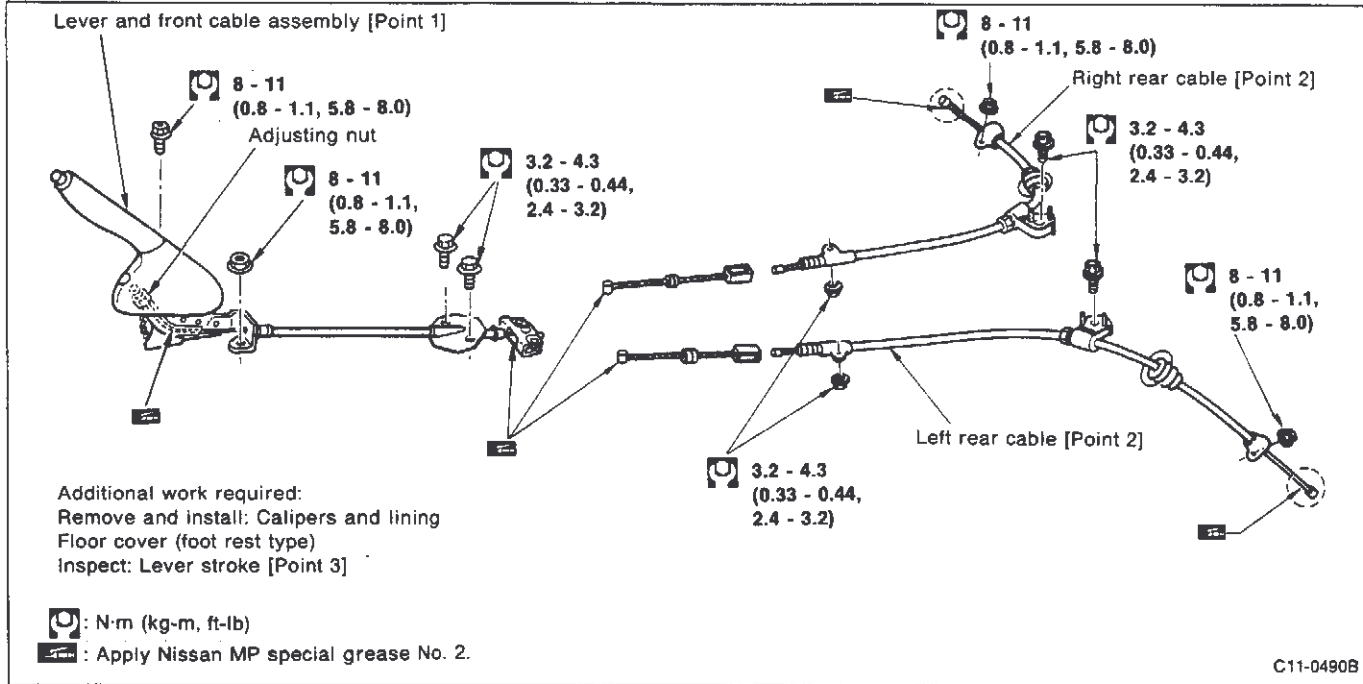 Lever and front cable assembly [Point 1]
8 - 11
(0.8 - 1.1, 5.8 - 8.0)
Adjusting nut
8 - 11
(0.8 - 1.1,
5.8 - 8.0)
3.2 - 4.3
(0.33 - 0.44,
2.4 - 3.2)
8 - 11
(0.8 - 1.1, 5.8 - 8.0)
Right rear cable [Point 2]
3.2 - 4.3
(0.33 - 0.44,
2.4 - 3.2)
8 - 11
(0.8 - 1.1,
5.8 - 8.0)
Left rear cable [Point 2]
3.2 - 4.3
(0.33 - 0.44,
2.4 - 3.2)
Additional work required:
Remove and install: Calipers and lining
Floor cover (foot rest type)
Inspect: Lever stroke [Point 3]
: N·m (kg-m, ft-lb)
: Apply Nissan MP special grease No. 2.
C11-0490B